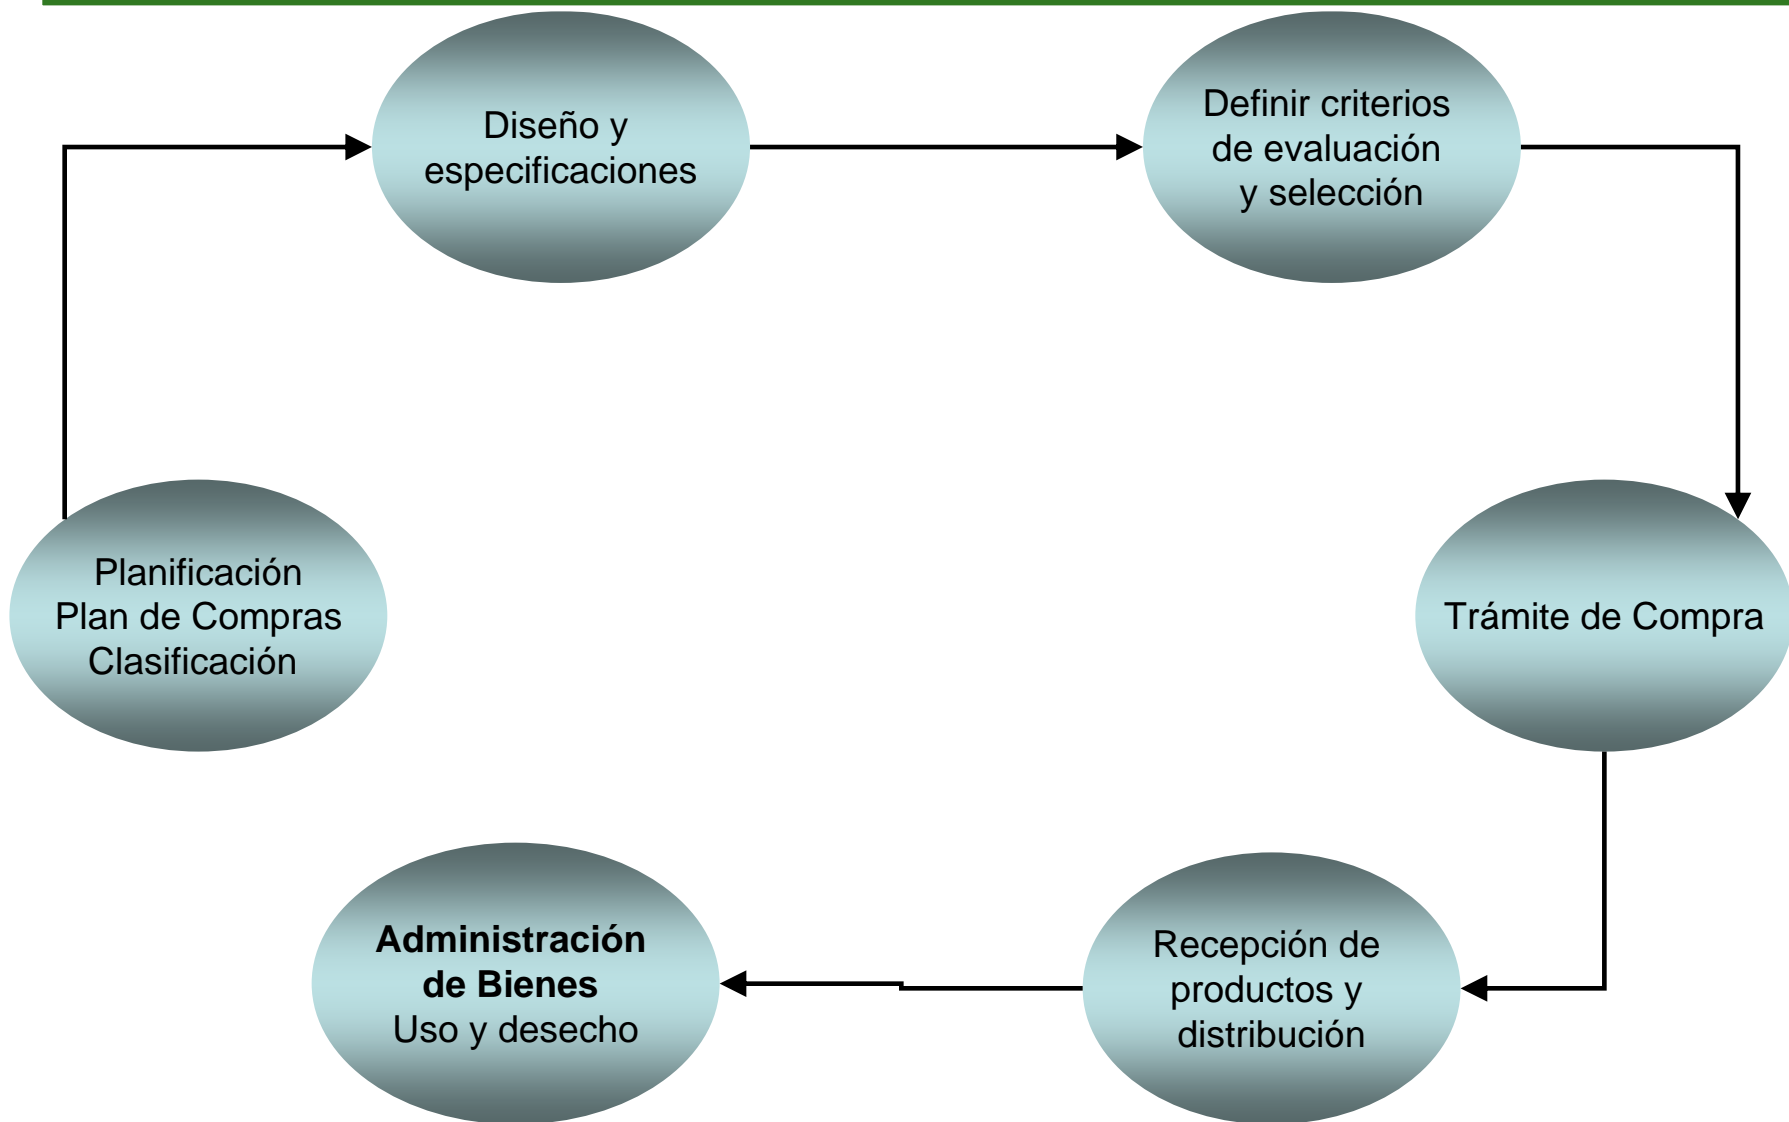 Diseño y
especificaciones
Definir criterios
de evaluación
y selección
Planificación
Plan de Compras
Clasificación
Trámite de Compra
Administración
de Bienes
Uso y desecho
Recepción de
productos y
distribución